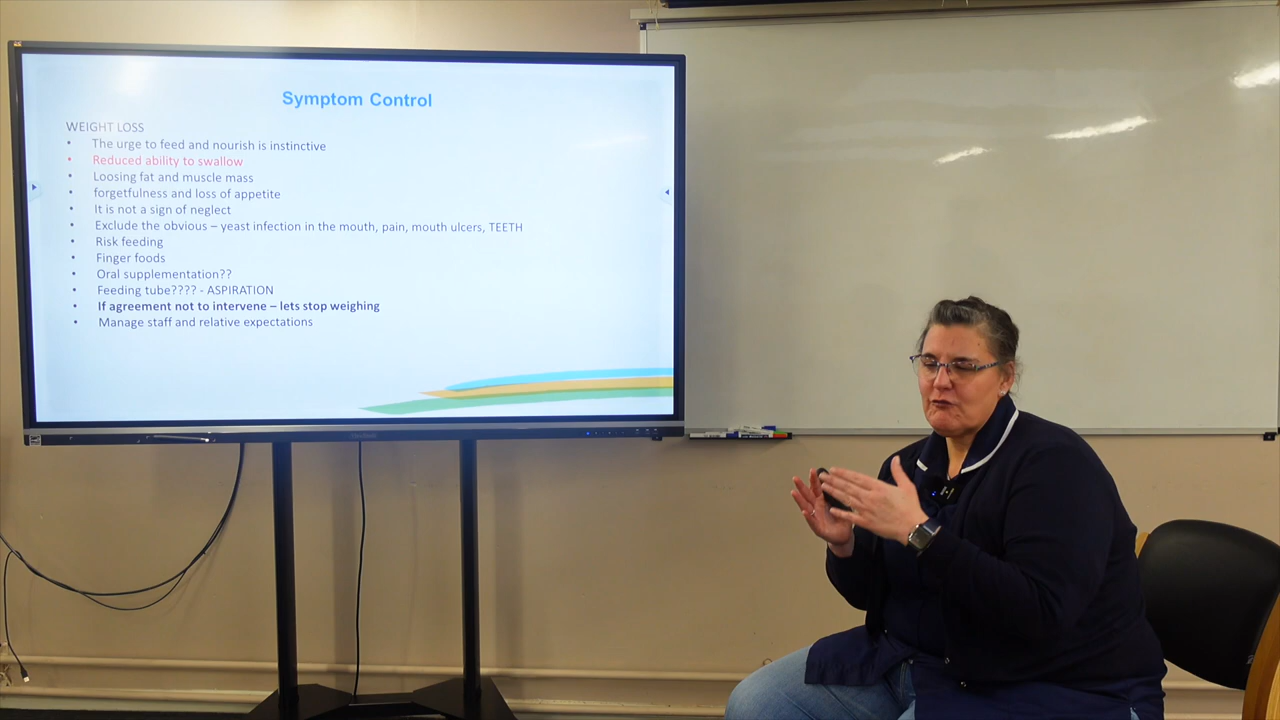 Symptom Control
WEIGHT LOSS
• The urge to feed and nourish is instinctive
• Reduced ability to swallow
• Loosing fat and muscle mass
• forgetfulness and loss of appetite
• It is not a sign of neglect
• Exclude the obvious – yeast infection in the mouth, pain, mouth ulcers, TEETH
• Risk feeding
• Finger foods
• Oral supplementation??
• Feeding tube???? - ASPIRATION
• If agreement not to intervene – lets stop weighing
• Manage staff and relative expectations